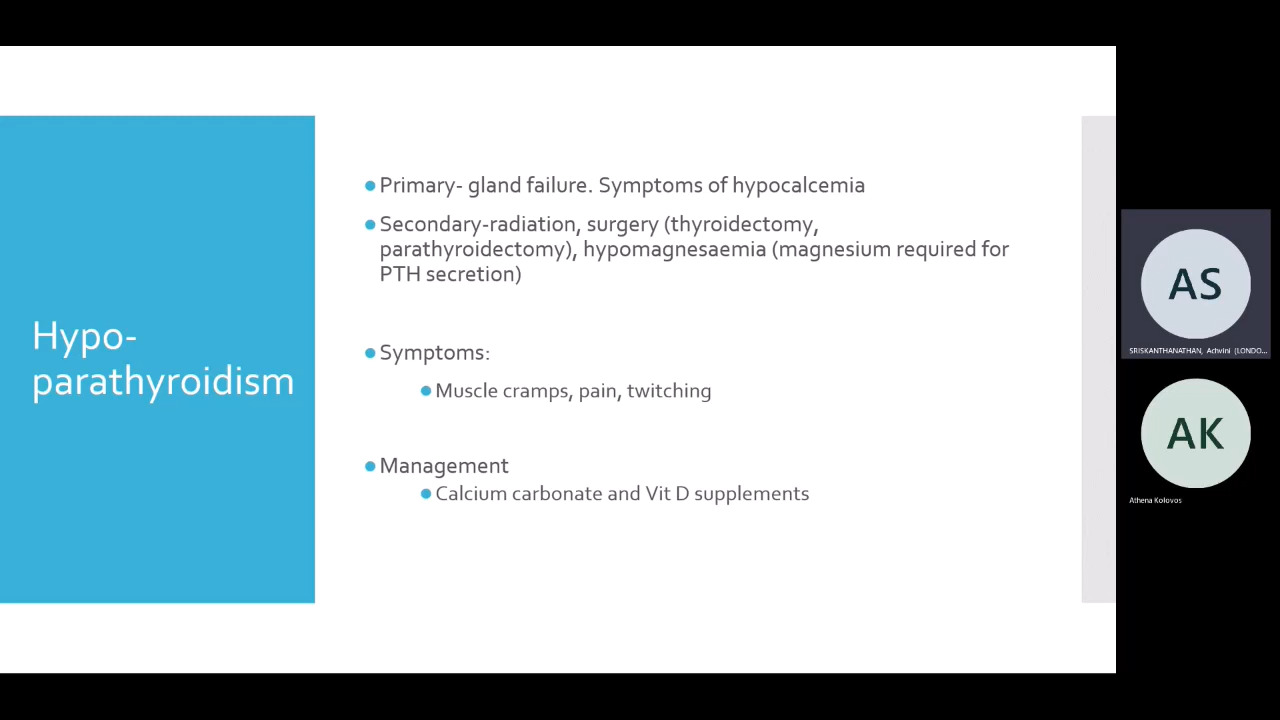 Hypo-
parathyroidism
Primary- gland failure. Symptoms of hypocalcemia
Secondary-radiation, surgery (thyroidectomy,
parathyroidectomy), hypomagnesaemia (magnesium required for
PTH secretion)
Symptoms:
Muscle cramps, pain, twitching
Management
Calcium carbonate and Vit D supplements
AS
SRISKANTHANATHAN, Achvini (LONDO...
AK
Athena Kolovos